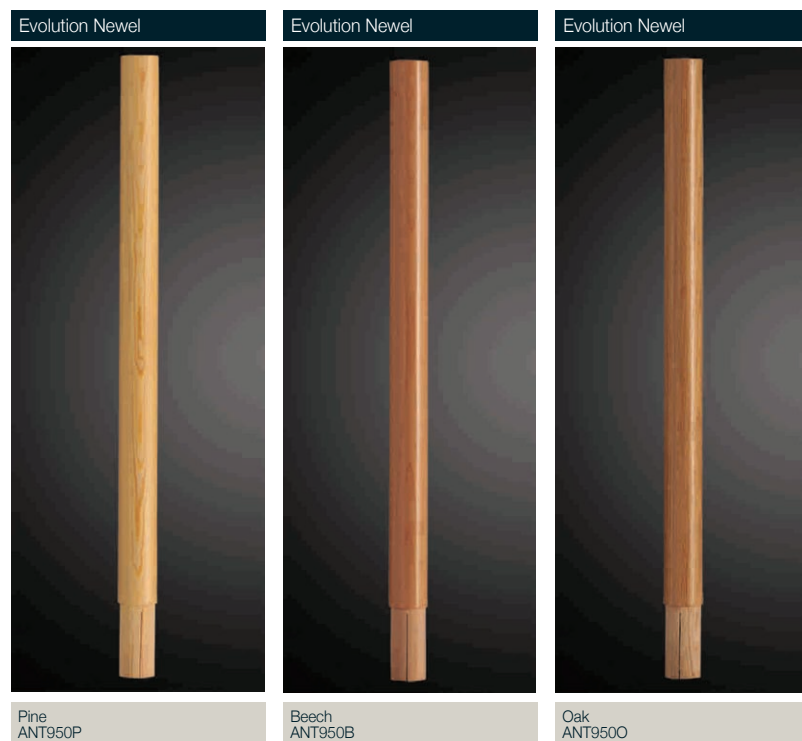 Evolution Newel
Evolution Newel
Evolution Newel
Pine
ANT950P
Beech
ANT950B
Oak
ANT950O